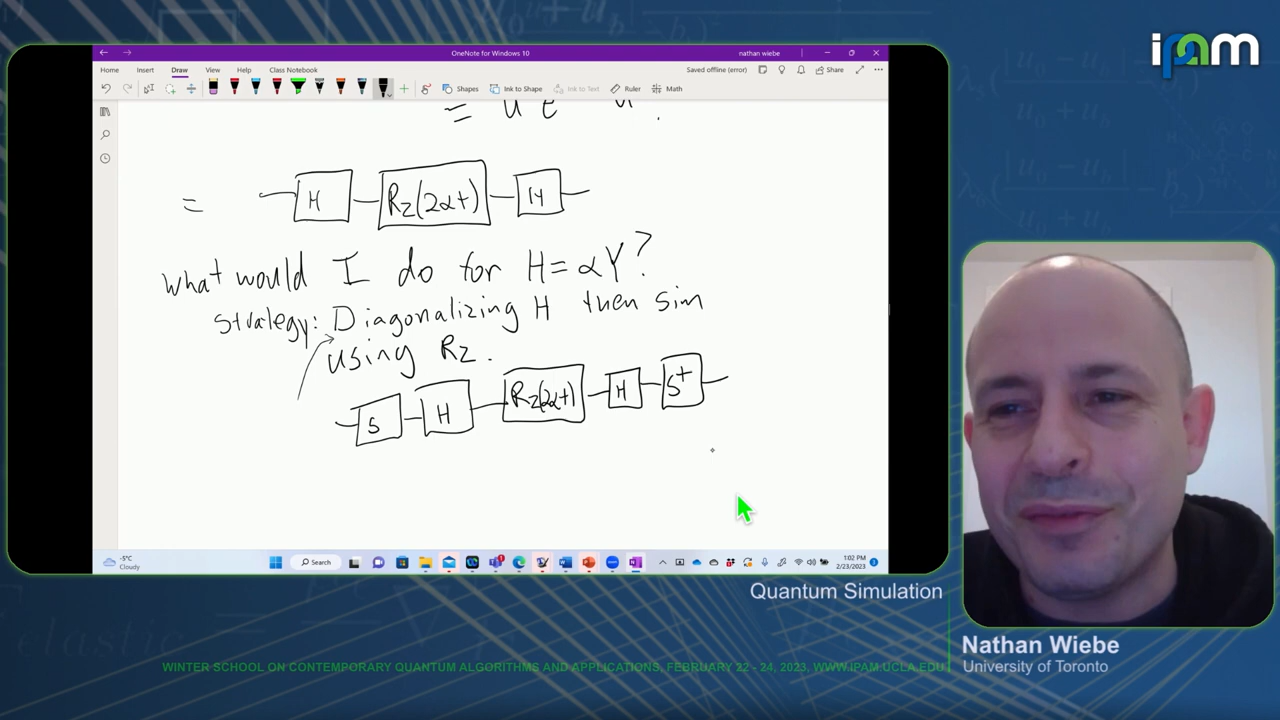 ipam
OneNote for Windows 10
nathan wiebe
Home Insert Draw View Help Class Notebook
Saved offline (error)
Share
Shapes
Ink to Shape
Ink to Text
Ruler
Math
= H Rz(2αt) H
What would I do for H = αY?
Strategy: Diagonalizing H then sim
using Rz.
S H Rz(2αt) H S†
-5°C
Cloudy
Search
1:02 PM
2/23/2023
Quantum Simulation
Nathan Wiebe
University of Toronto
WINTER SCHOOL ON CONTEMPORARY QUANTUM ALGORITHMS AND APPLICATIONS, FEBRUARY 22 - 24, 2023, WWW.IPAM.UCLA.EDU